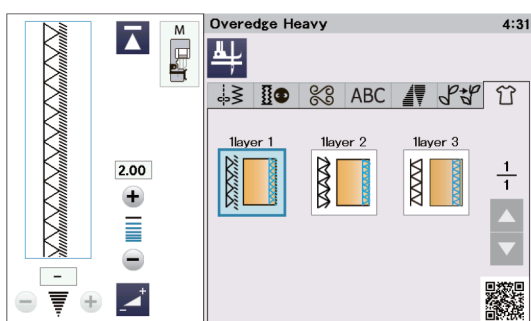 M
2.00
–
Overedge Heavy 4:31
ABC
1layer 1 1layer 2 1layer 3
1
1